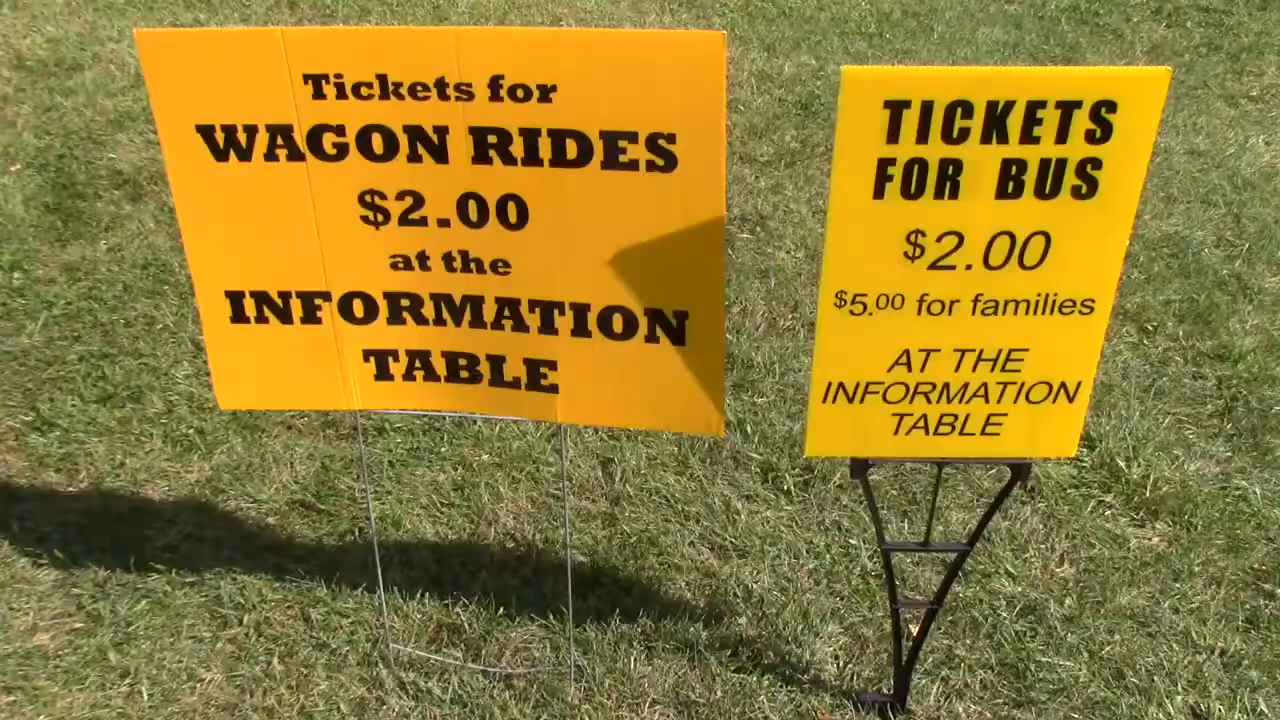 Tickets for
WAGON RIDES
$2.00
at the
INFORMATION
TABLE
TICKETS
FOR BUS
$2.00
$5.00 for families
AT THE
INFORMATION
TABLE